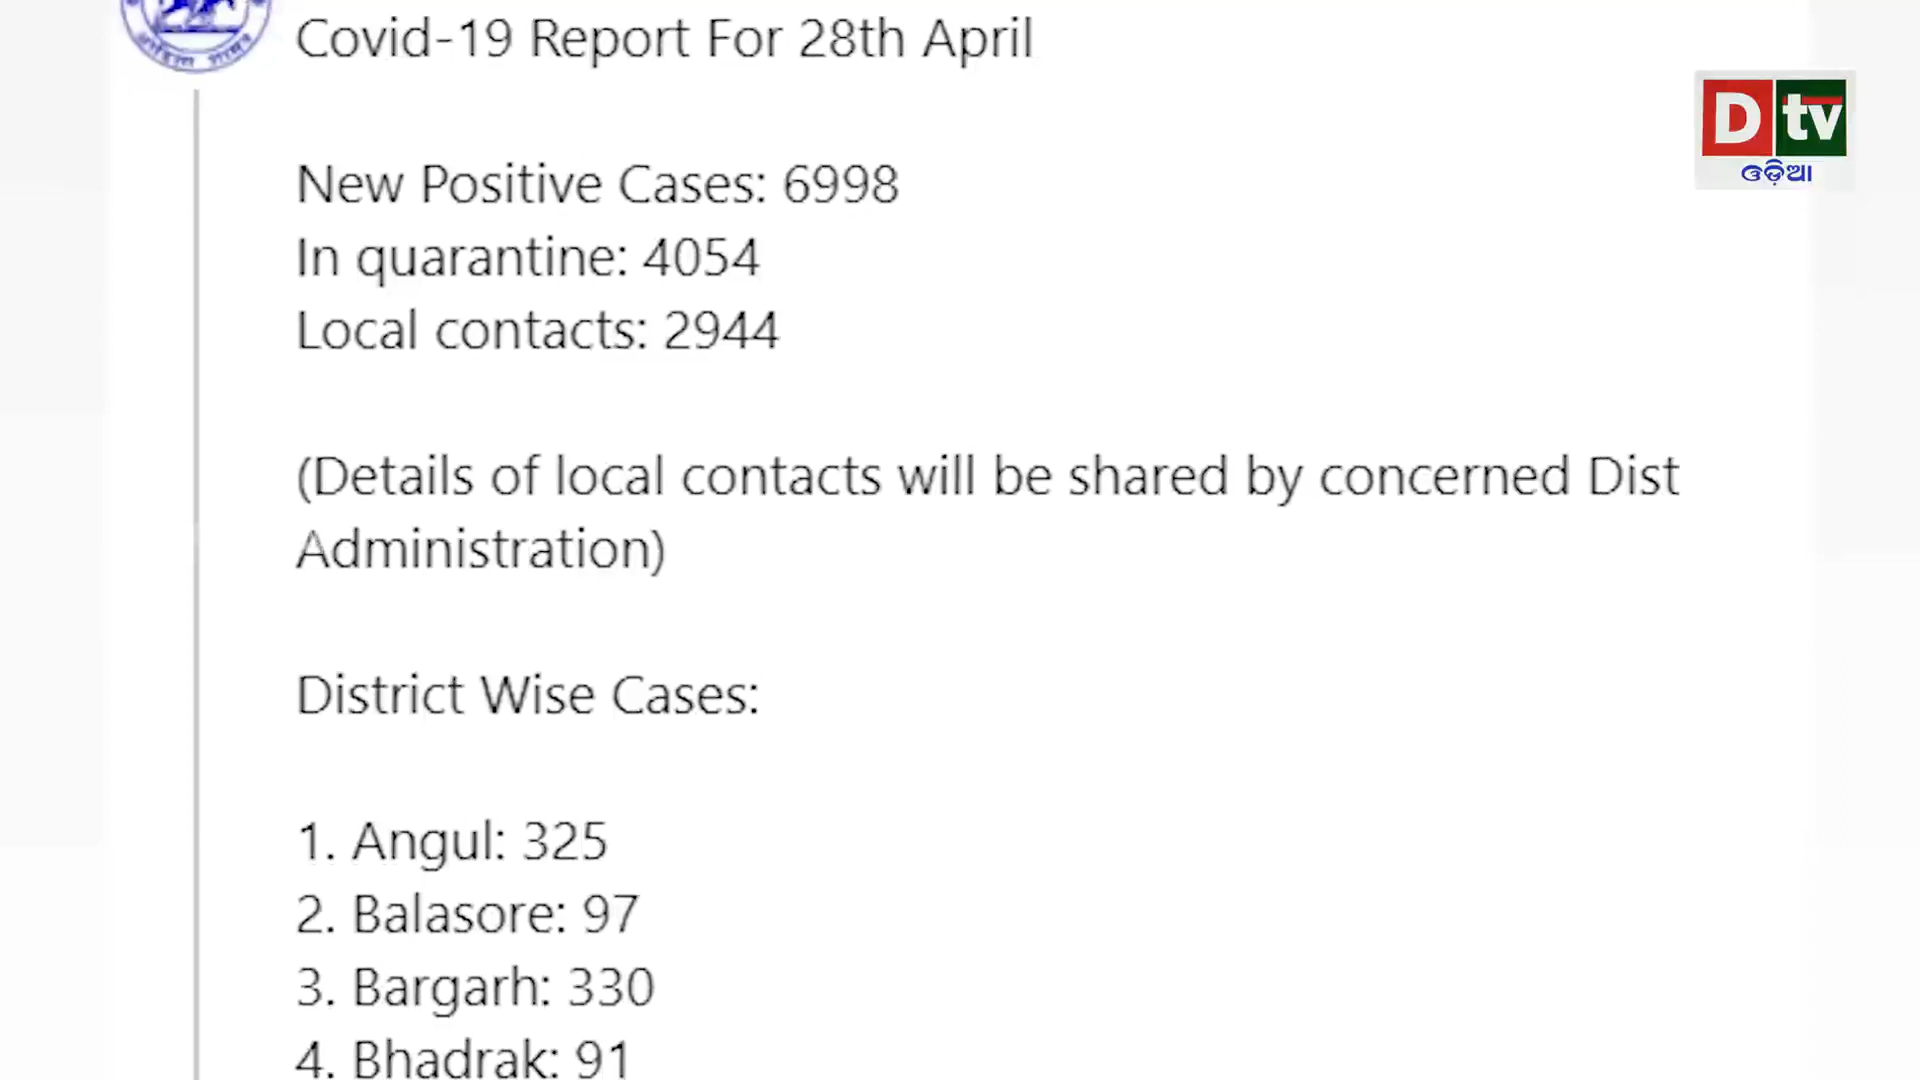 Covid-19 Report For 28th April
D tv
ଓଡ଼ିଆ
New Positive Cases: 6998
In quarantine: 4054
Local contacts: 2944
(Details of local contacts will be shared by concerned Dist
Administration)
District Wise Cases:
1. Angul: 325
2. Balasore: 97
3. Bargarh: 330
4. Bhadrak: 91